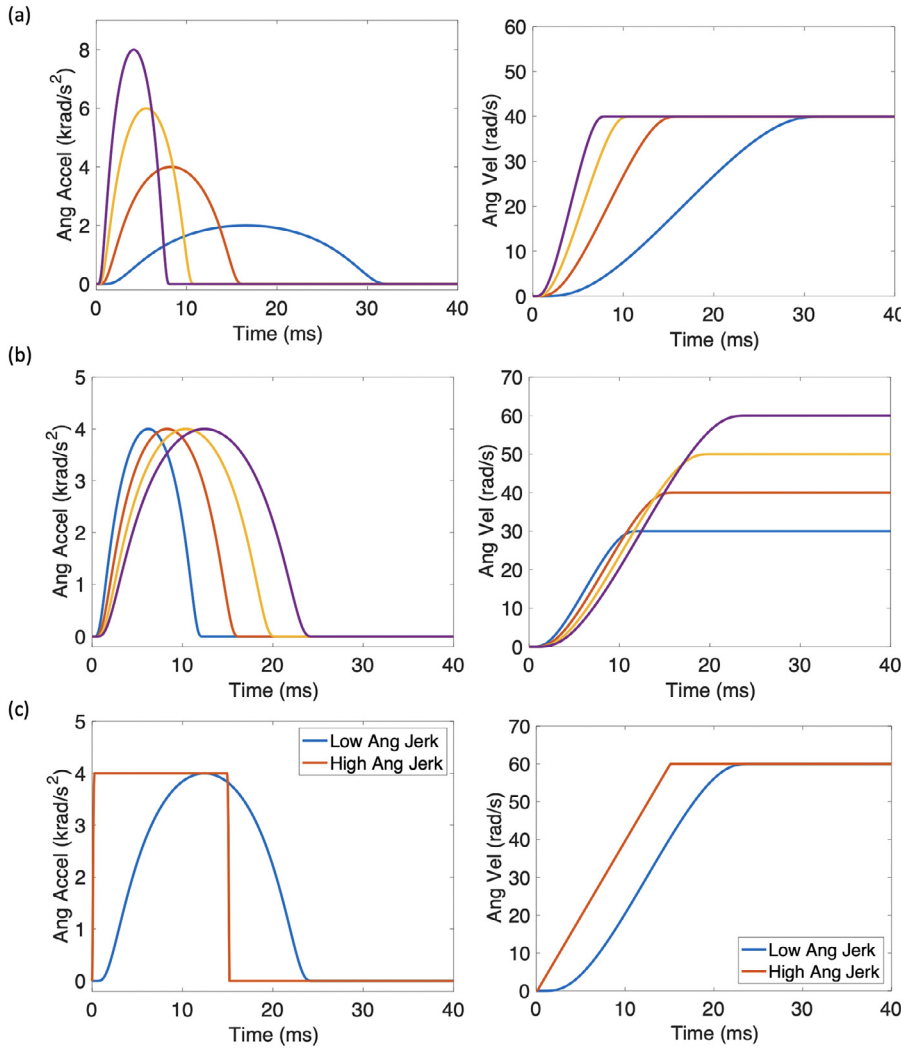 (a)
8
6
4
2
0
Ang Accel (krad/s²)
0 10 20 30 40
Time (ms)
60
50
40
30
20
10
0
Ang Vel (rad/s)
0 10 20 30 40
Time (ms)
(b)
5
4
3
2
1
0
Ang Accel (krad/s²)
0 10 20 30 40
Time (ms)
70
60
50
40
30
20
10
0
Ang Vel (rad/s)
0 10 20 30 40
Time (ms)
(c)
5
4
3
2
1
0
Ang Accel (krad/s²)
Low Ang Jerk
High Ang Jerk
0 10 20 30 40
Time (ms)
70
60
50
40
30
20
10
0
Ang Vel (rad/s)
Low Ang Jerk
High Ang Jerk
0 10 20 30 40
Time (ms)